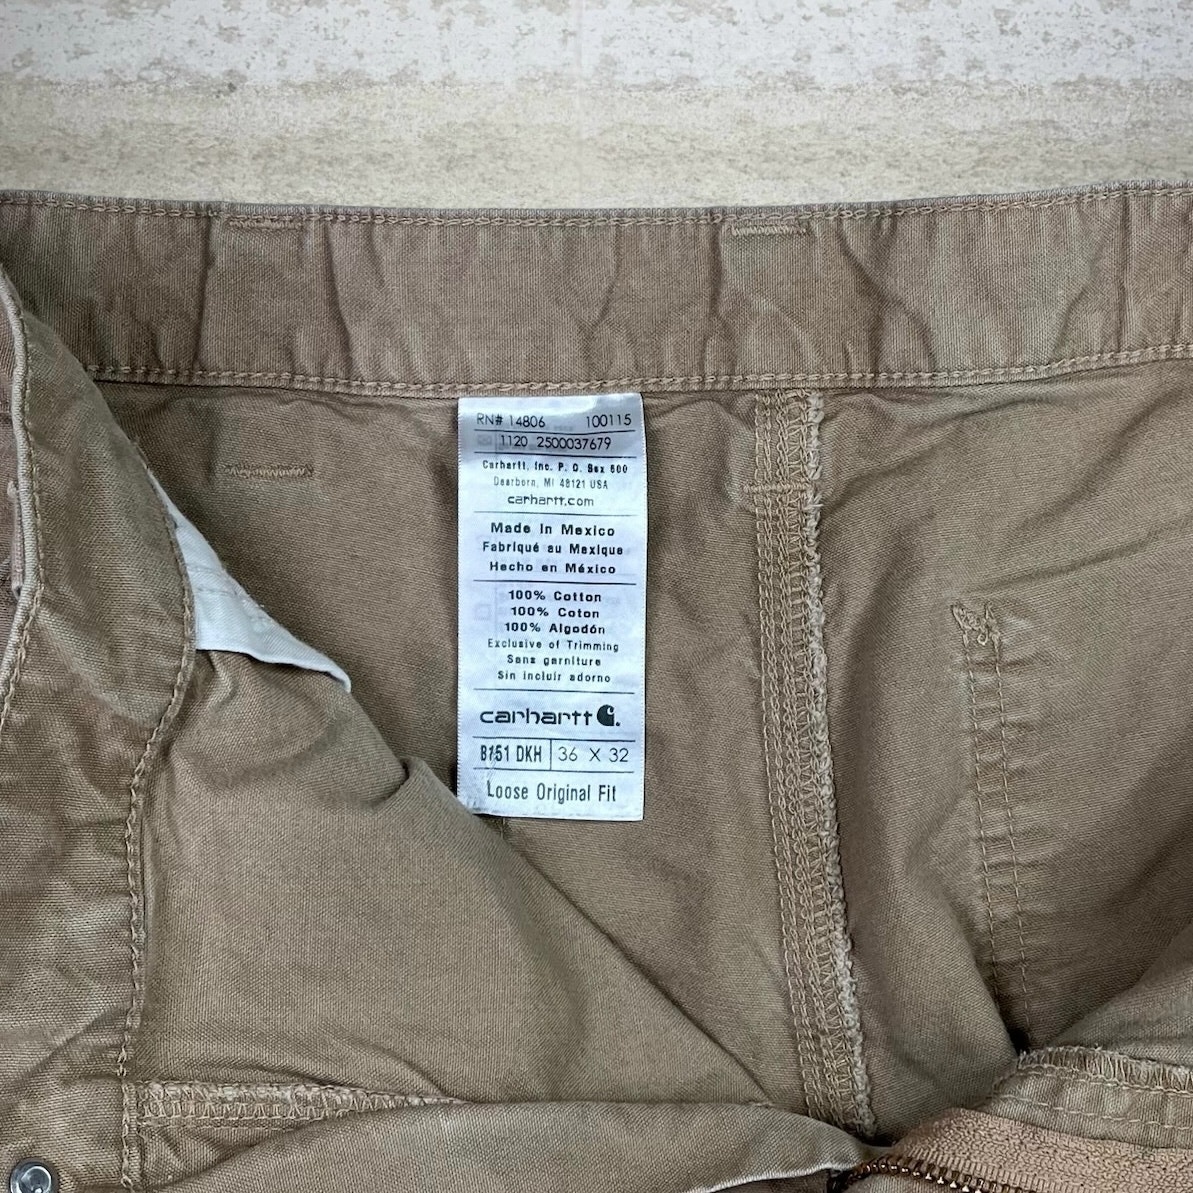 RN# 14806 100115
1120 2500037679
Carhartt, Inc. P. O. Box 600
Dearborn, MI 48121 USA
carhartt.com
Made In Mexico
Fabriqué au Mexique
Hecho en México
100% Cotton
100% Coton
100% Algodón
Exclusive of Trimming
Sans garniture
Sin incluir adorno
carhartt
B151 DKH 36 X 32
Loose Original Fit